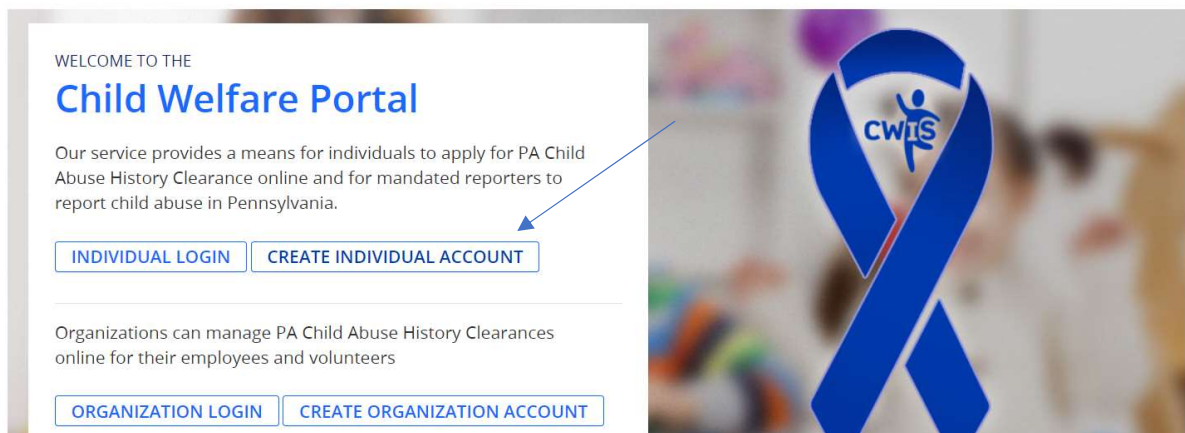 WELCOME TO THE
Child Welfare Portal
Our service provides a means for individuals to apply for PA Child
Abuse History Clearance online and for mandated reporters to
report child abuse in Pennsylvania.
INDIVIDUAL LOGIN CREATE INDIVIDUAL ACCOUNT
Organizations can manage PA Child Abuse History Clearances
online for their employees and volunteers
ORGANIZATION LOGIN CREATE ORGANIZATION ACCOUNT
CWIS